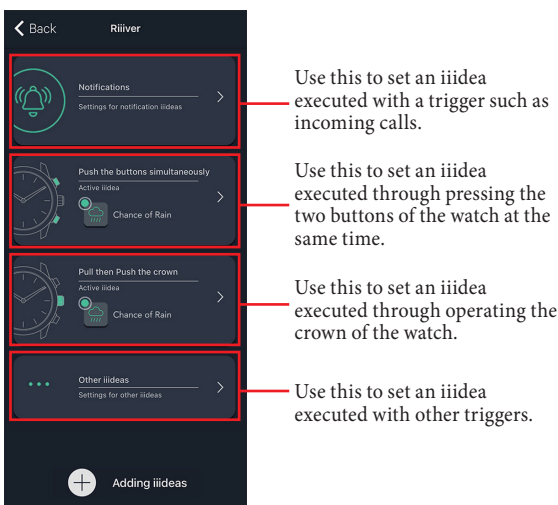 Back
Riiiver
Notifications
Settings for notification iiideas
Use this to set an iiidea
executed with a trigger such as
incoming calls.
Push the buttons simultaneously
Active iiidea
Chance of Rain
Use this to set an iiidea
executed through pressing the
two buttons of the watch at the
same time.
Pull then Push the crown
Active iiidea
Chance of Rain
Use this to set an iiidea
executed through operating the
crown of the watch.
Other iiideas
Settings for other iiideas
Use this to set an iiidea
executed with other triggers.
Adding iiideas